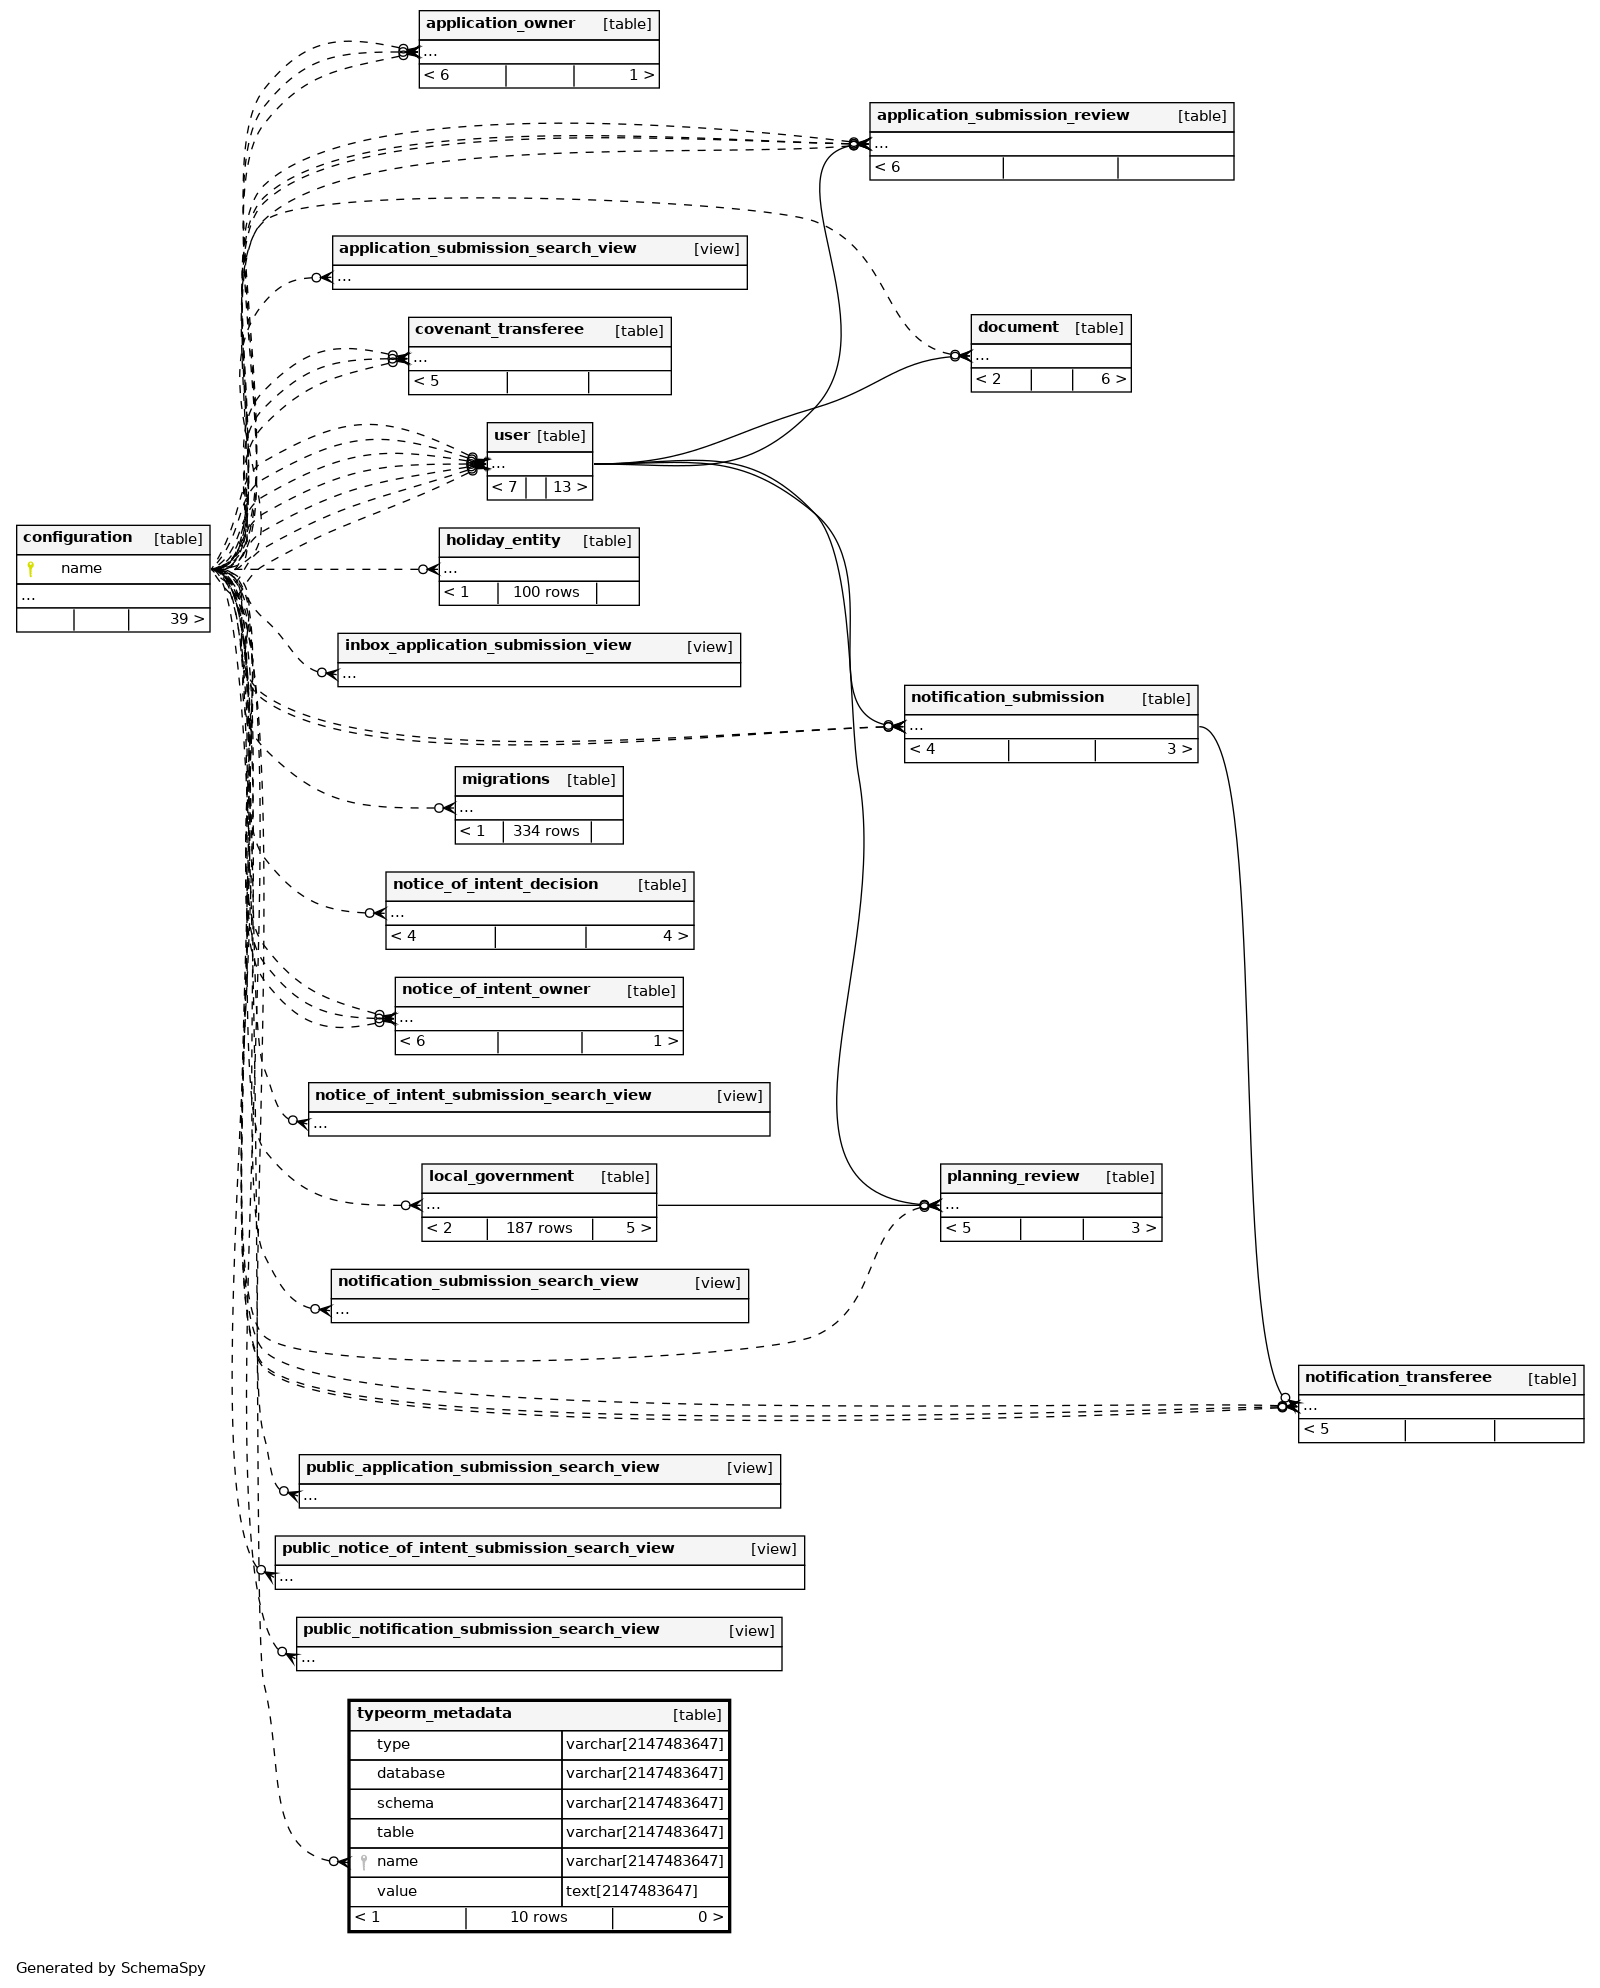 application_owner [table]
...
< 6 1 >
application_submission_review [table]
...
< 6
application_submission_search_view [view]
...
covenant_transferee [table]
...
< 5
document [table]
...
< 2 6 >
user [table]
...
< 7 13 >
configuration [table]
name
...
39 >
holiday_entity [table]
...
< 1 100 rows
inbox_application_submission_view [view]
...
notification_submission [table]
...
< 4 3 >
migrations [table]
...
< 1 334 rows
notice_of_intent_decision [table]
...
< 4 4 >
notice_of_intent_owner [table]
...
< 6 1 >
notice_of_intent_submission_search_view [view]
...
local_government [table]
...
< 2 187 rows 5 >
planning_review [table]
...
< 5 3 >
notification_submission_search_view [view]
...
notification_transferee [table]
...
< 5
public_application_submission_search_view [view]
...
public_notice_of_intent_submission_search_view [view]
...
public_notification_submission_search_view [view]
...
typeorm_metadata [table]
type varchar[2147483647]
database varchar[2147483647]
schema varchar[2147483647]
table varchar[2147483647]
name varchar[2147483647]
value text[2147483647]
< 1 10 rows 0 >
Generated by SchemaSpy